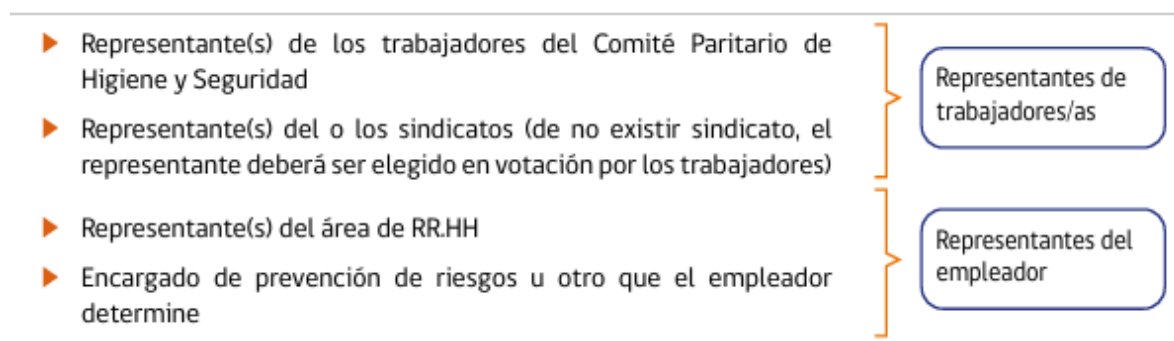 Representante(s) de los trabajadores del Comité Paritario de
Higiene y Seguridad
Representante(s) del o los sindicatos (de no existir sindicato, el
representante deberá ser elegido en votación por los trabajadores)
Representantes de
trabajadores/as
Representante(s) del área de RR.HH
Encargado de prevención de riesgos u otro que el empleador
determine
Representantes del
empleador